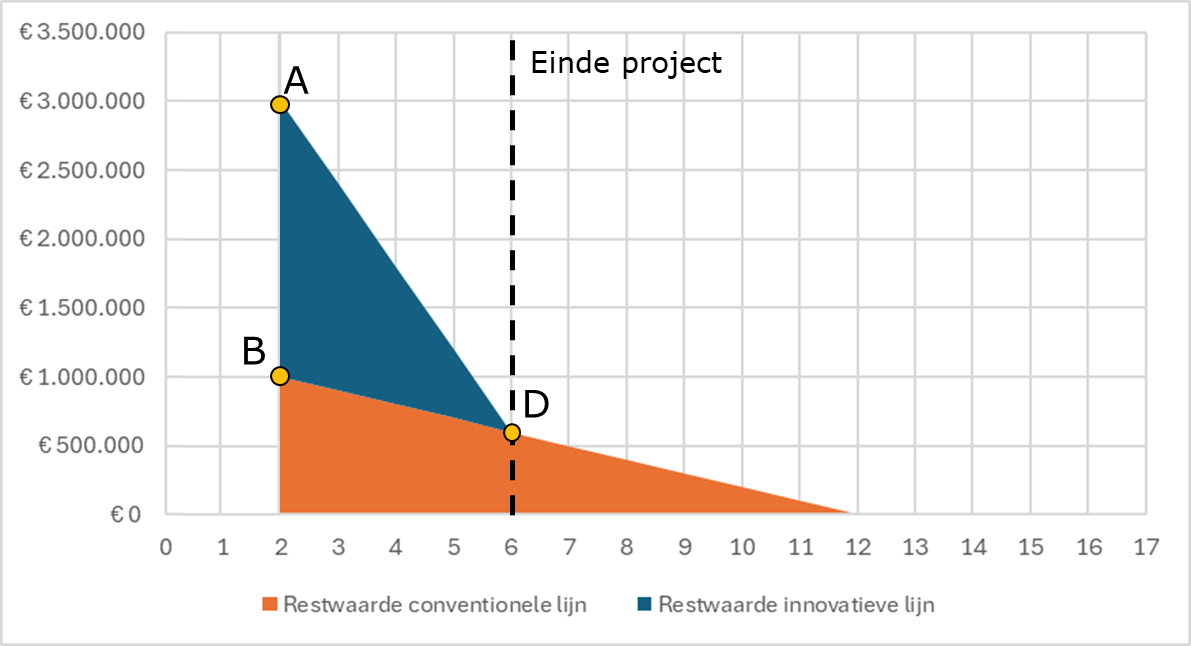 € 3.500.000
Einde project
A
€ 3.000.000
€ 2.500.000
€ 2.000.000
€ 1.500.000
B
€ 1.000.000
D
€ 500.000
€ 0
0 1 2 3 4 5 6 7 8 9 10 11 12 13 14 15 16 17
Restwaarde conventionele lijn Restwaarde innovatieve lijn